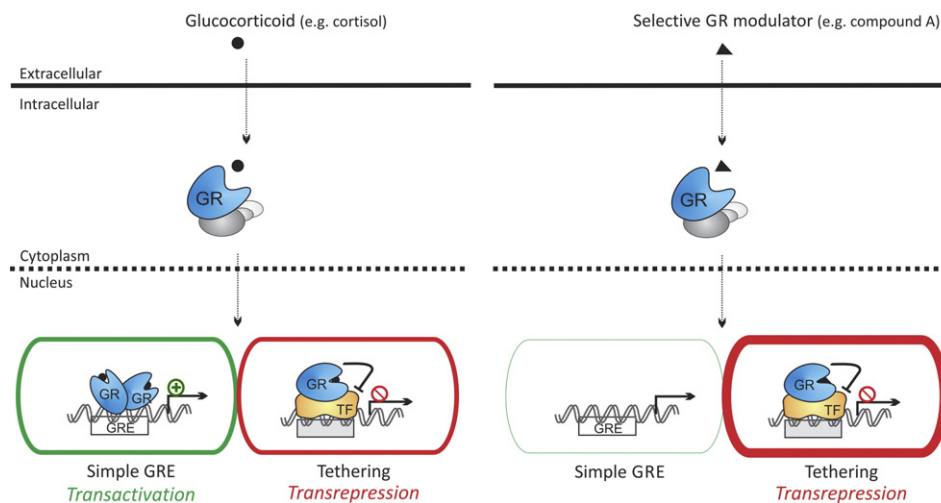 Glucocorticoid (e.g. cortisol)
Selective GR modulator (e.g. compound A)
Extracellular
Intracellular
GR
GR
Cytoplasm
Nucleus
GR
GR
GRE
GR
TF
GRE
GR
TF
Simple GRE
Tethering
Simple GRE
Tethering
Transactivation
Transrepression
Transrepression